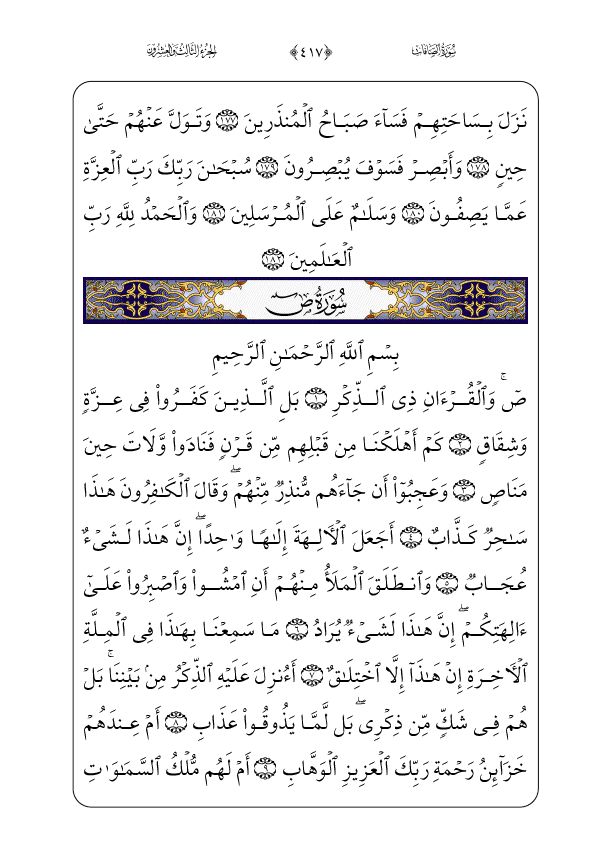 سُورَةُ الصَّافَّات ﴿٤١٧﴾ الجُزءُ الثَّالِثُ وَالعِشرُونَ
نَزَلَ بِسَاحَتِهِمۡ فَسَآءَ صَبَاحُ ٱلۡمُنذَرِينَ ١٧٧ وَتَوَلَّ عَنۡهُمۡ حَتَّىٰ
حِينٖ ١٧٨ وَأَبۡصِرۡ فَسَوۡفَ يُبۡصِرُونَ ١٧٩ سُبۡحَٰنَ رَبِّكَ رَبِّ ٱلۡعِزَّةِ
عَمَّا يَصِفُونَ ١٨٠ وَسَلَٰمٌ عَلَى ٱلۡمُرۡسَلِينَ ١٨١ وَٱلۡحَمۡدُ لِلَّهِ رَبِّ
ٱلۡعَٰلَمِينَ ١٨٢
سُورَةُ صٓ
بِسۡمِ ٱللَّهِ ٱلرَّحۡمَٰنِ ٱلرَّحِيمِ
صٓۚ وَٱلۡقُرۡءَانِ ذِي ٱلذِّكۡرِ ١ بَلِ ٱلَّذِينَ كَفَرُواْ فِي عِزَّةٖ
وَشِقَاقٖ ٢ كَمۡ أَهۡلَكۡنَا مِن قَبۡلِهِم مِّن قَرۡنٖ فَنَادَواْ وَّلَاتَ حِينَ
مَنَاصٖ ٣ وَعَجِبُوٓاْ أَن جَآءَهُم مُّنذِرٞ مِّنۡهُمۡۖ وَقَالَ ٱلۡكَٰفِرُونَ هَٰذَا
سَٰحِرٞ كَذَّابٌ ٤ أَجَعَلَ ٱلۡأٓلِهَةَ إِلَٰهٗا وَٰحِدًاۖ إِنَّ هَٰذَا لَشَيۡءٌ
عُجَابٞ ٥ وَٱنطَلَقَ ٱلۡمَلَأُ مِنۡهُمۡ أَنِ ٱمۡشُواْ وَٱصۡبِرُواْ عَلَىٰٓ
ءَالِهَتِكُمۡۖ إِنَّ هَٰذَا لَشَيۡءٞ يُرَادُ ٦ مَا سَمِعۡنَا بِهَٰذَا فِي ٱلۡمِلَّةِ
ٱلۡأٓخِرَةِ إِنۡ هَٰذَآ إِلَّا ٱخۡتِلَٰقٌ ٧ أَءُنزِلَ عَلَيۡهِ ٱلذِّكۡرُ مِنۢ بَيۡنِنَاۚ بَلۡ
هُمۡ فِي شَكّٖ مِّن ذِكۡرِيۖ بَل لَّمَّا يَذُوقُواْ عَذَابِ ٨ أَمۡ عِندَهُمۡ
خَزَآئِنُ رَحۡمَةِ رَبِّكَ ٱلۡعَزِيزِ ٱلۡوَهَّابِ ٩ أَمۡ لَهُم مُّلۡكُ ٱلسَّمَٰوَٰتِ